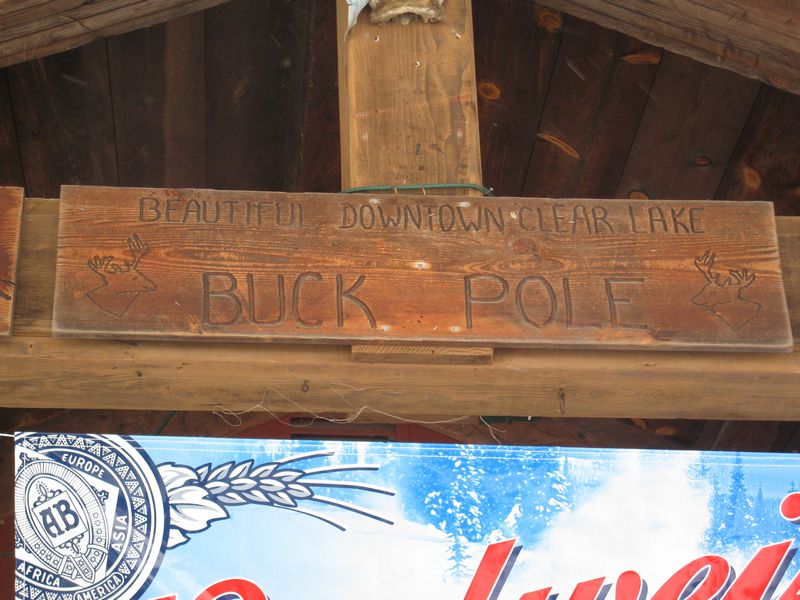 BEAUTIFUL DOWNTOWN CLEAR LAKE
BUCK POLE
EUROPE
ASIA
AB
AFRICA
AMERICA